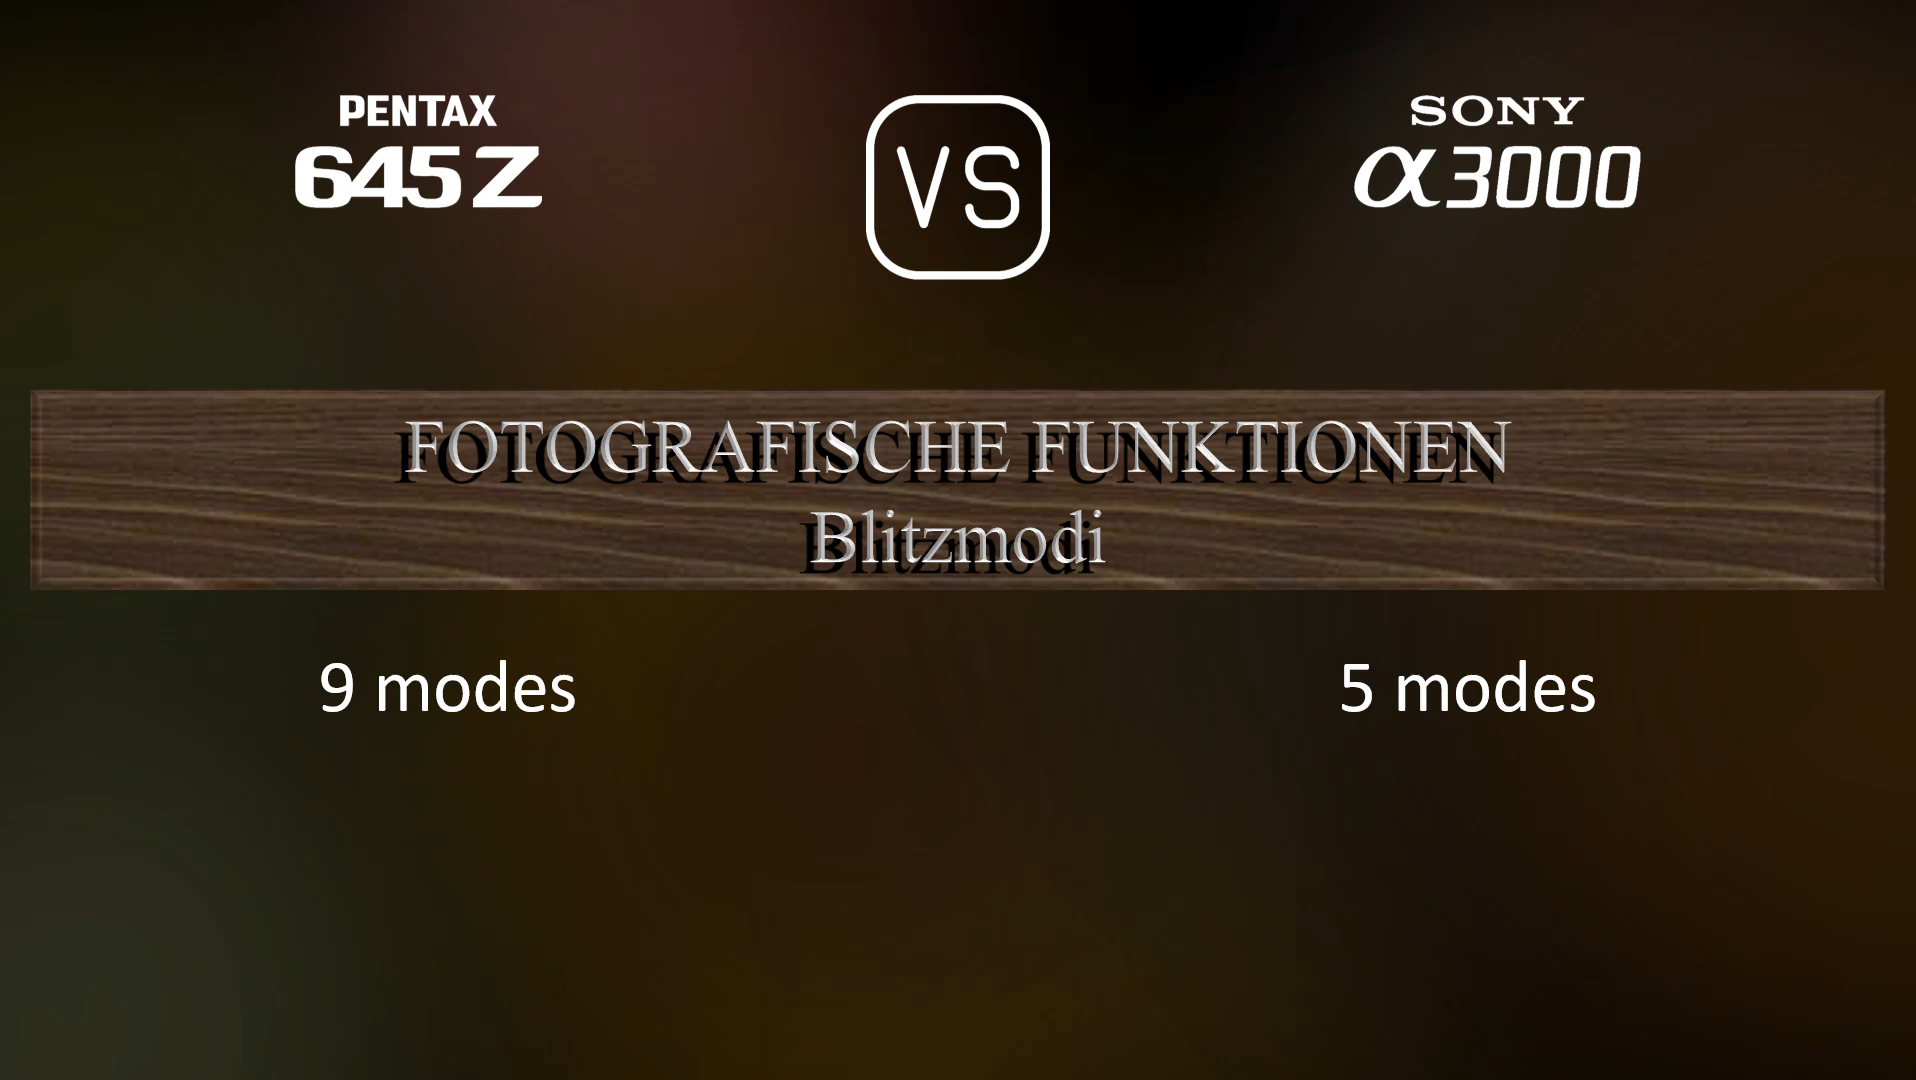 PENTAX
645Z
VS
SONY
α3000
FOTOGRAFISCHE FUNKTIONEN
Blitzmodi
9 modes
5 modes